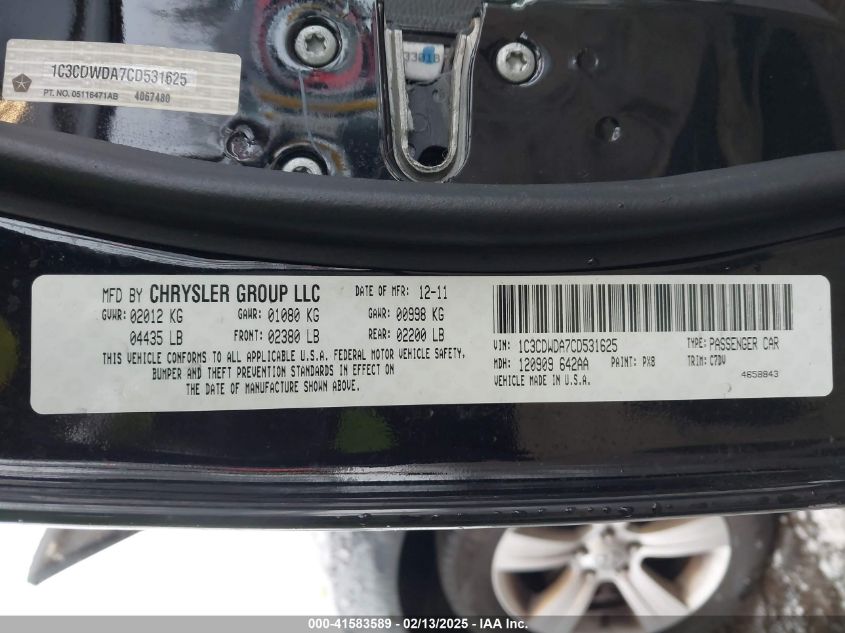 1C3CDWDA7CD531625
PT. NO. 05116471AB 4067480
33018
MFD BY CHRYSLER GROUP LLC DATE OF MFR: 12-11
GVWR: 02012 KG GAWR: 01080 KG GAWR: 00998 KG
04435 LB FRONT: 02380 LB REAR: 02200 LB
THIS VEHICLE CONFORMS TO ALL APPLICABLE U.S.A. FEDERAL MOTOR VEHICLE SAFETY,
BUMPER AND THEFT PREVENTION STANDARDS IN EFFECT ON
THE DATE OF MANUFACTURE SHOWN ABOVE.
VIN: 1C3CDWDA7CD531625 TYPE: PASSENGER CAR
MDH: 120909 642AA PAINT: PX8 TRIM: C7DV
VEHICLE MADE IN U.S.A. 4658843
000-41583589 - 02/13/2025 - IAA Inc.